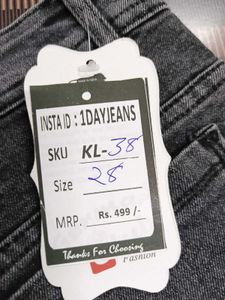 INSTA ID : 1DAYJEANS
SKU KL-38
Size 28
MRP. Rs. 499 /-
Thanks For Choosing
Fashion